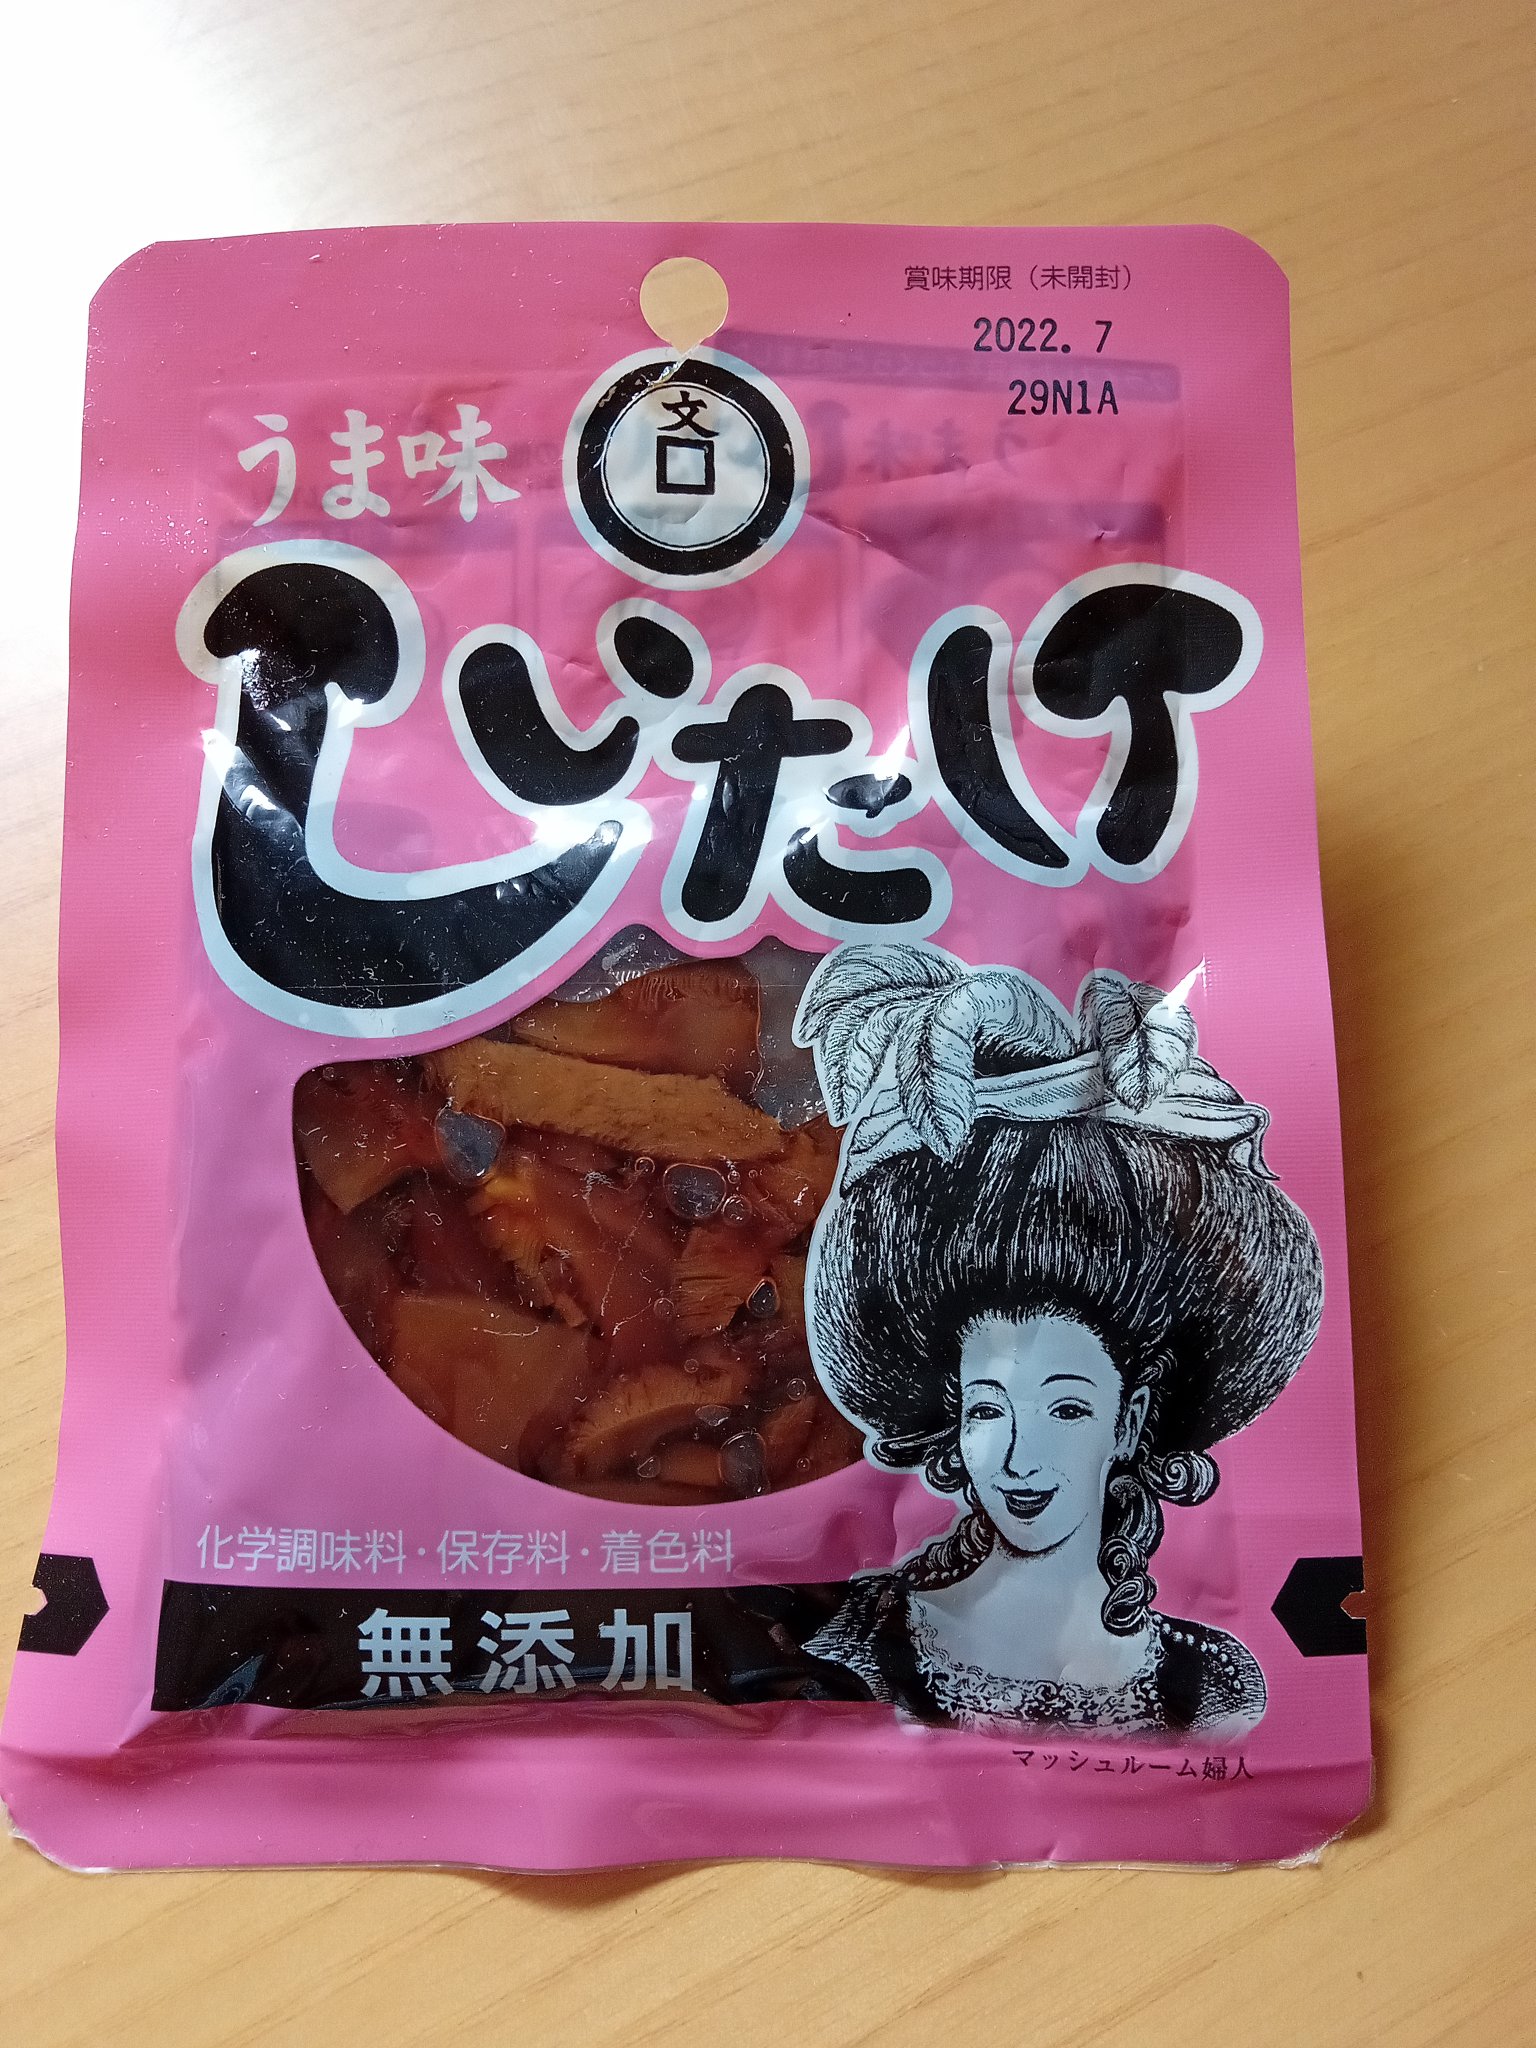 賞味期限（未開封）
2022. 7
29N1A
文
うま味
しいたけ
化学調味料・保存料・着色料
無添加
マッシュルーム婦人